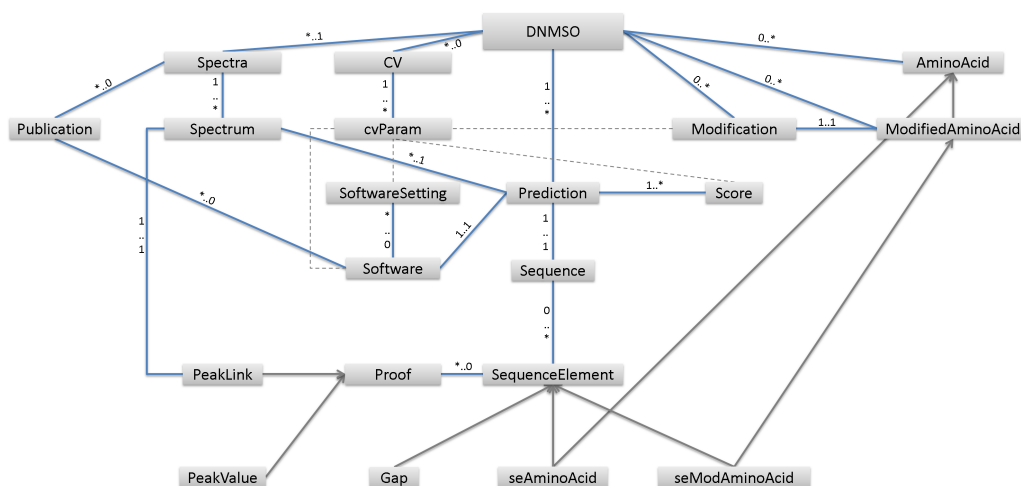 DNMSO
*..1
*..0
0..*
Spectra
CV
AminoAcid
*..0
1
..
*
1
..
*
1
..
*
0..*
0..*
Publication
Spectrum
cvParam
Modification
1..1
ModifiedAminoAcid
*..1
SoftwareSetting
Prediction
1..*
Score
*..0
1
..
1
*
..
0
1..1
1
..
1
Software
Sequence
0
..
*
PeakLink
Proof
*..0
SequenceElement
PeakValue
Gap
seAminoAcid
seModAminoAcid